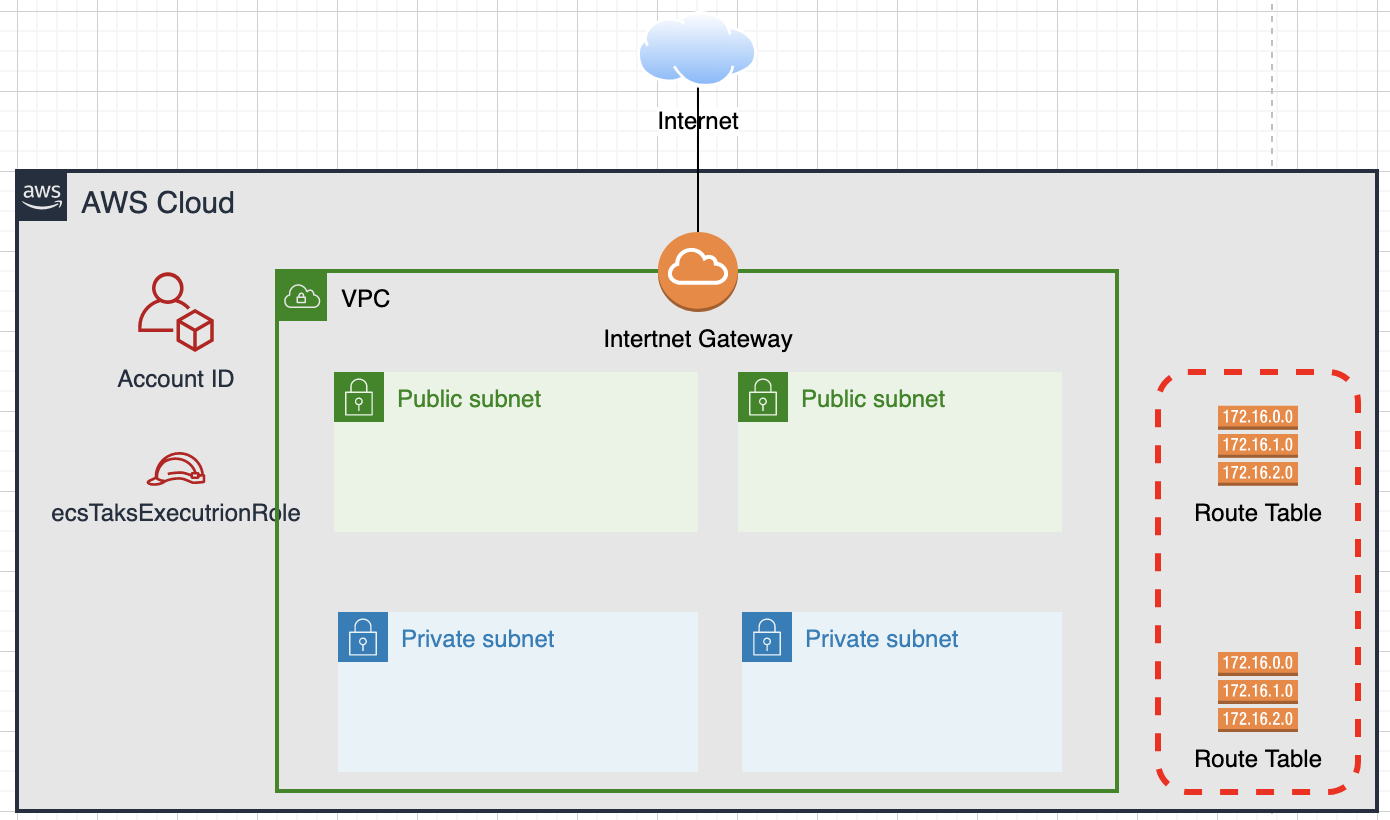 Internet
aws
AWS Cloud
VPC
Intertnet Gateway
Account ID
Public subnet
Public subnet
172.16.0.0
172.16.1.0
172.16.2.0
Route Table
ecsTaksExecutrionRole
Private subnet
Private subnet
172.16.0.0
172.16.1.0
172.16.2.0
Route Table